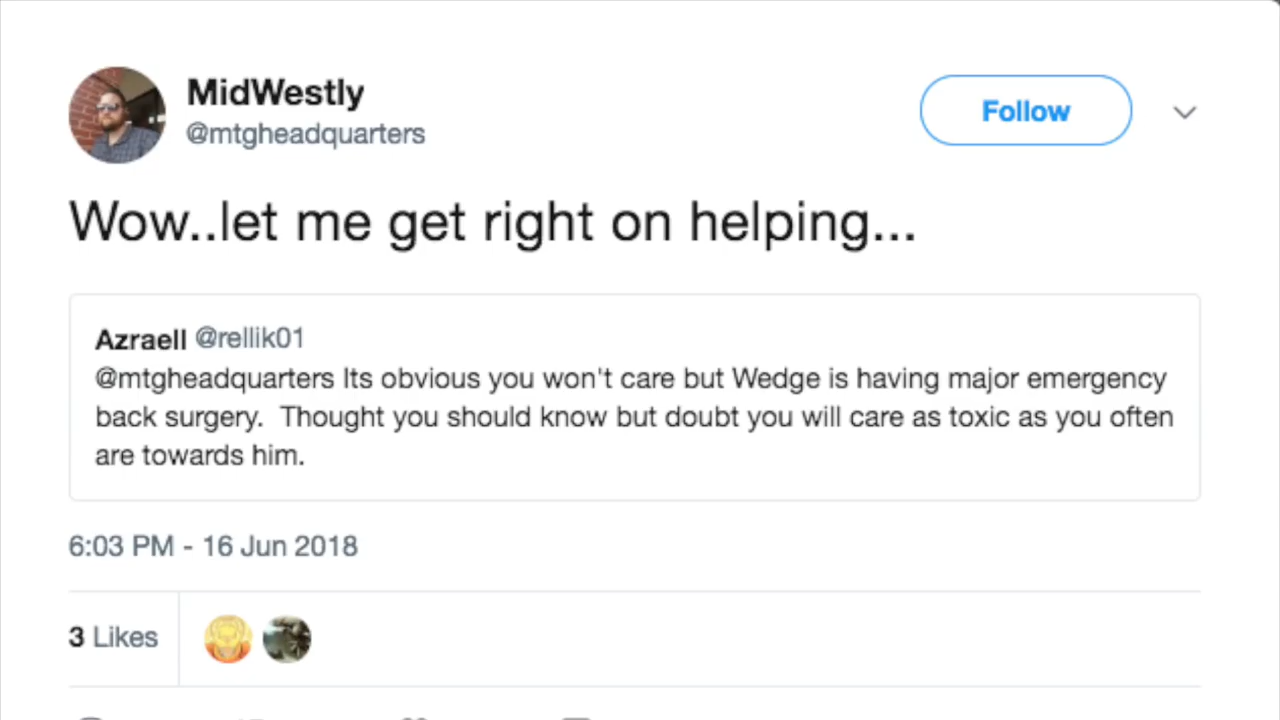 MidWestly
@mtgheadquarters
Follow
Wow..let me get right on helping...
Azraell @rellik01
@mtgheadquarters Its obvious you won't care but Wedge is having major emergency
back surgery.  Thought you should know but doubt you will care as toxic as you often
are towards him.
6:03 PM - 16 Jun 2018
3 Likes